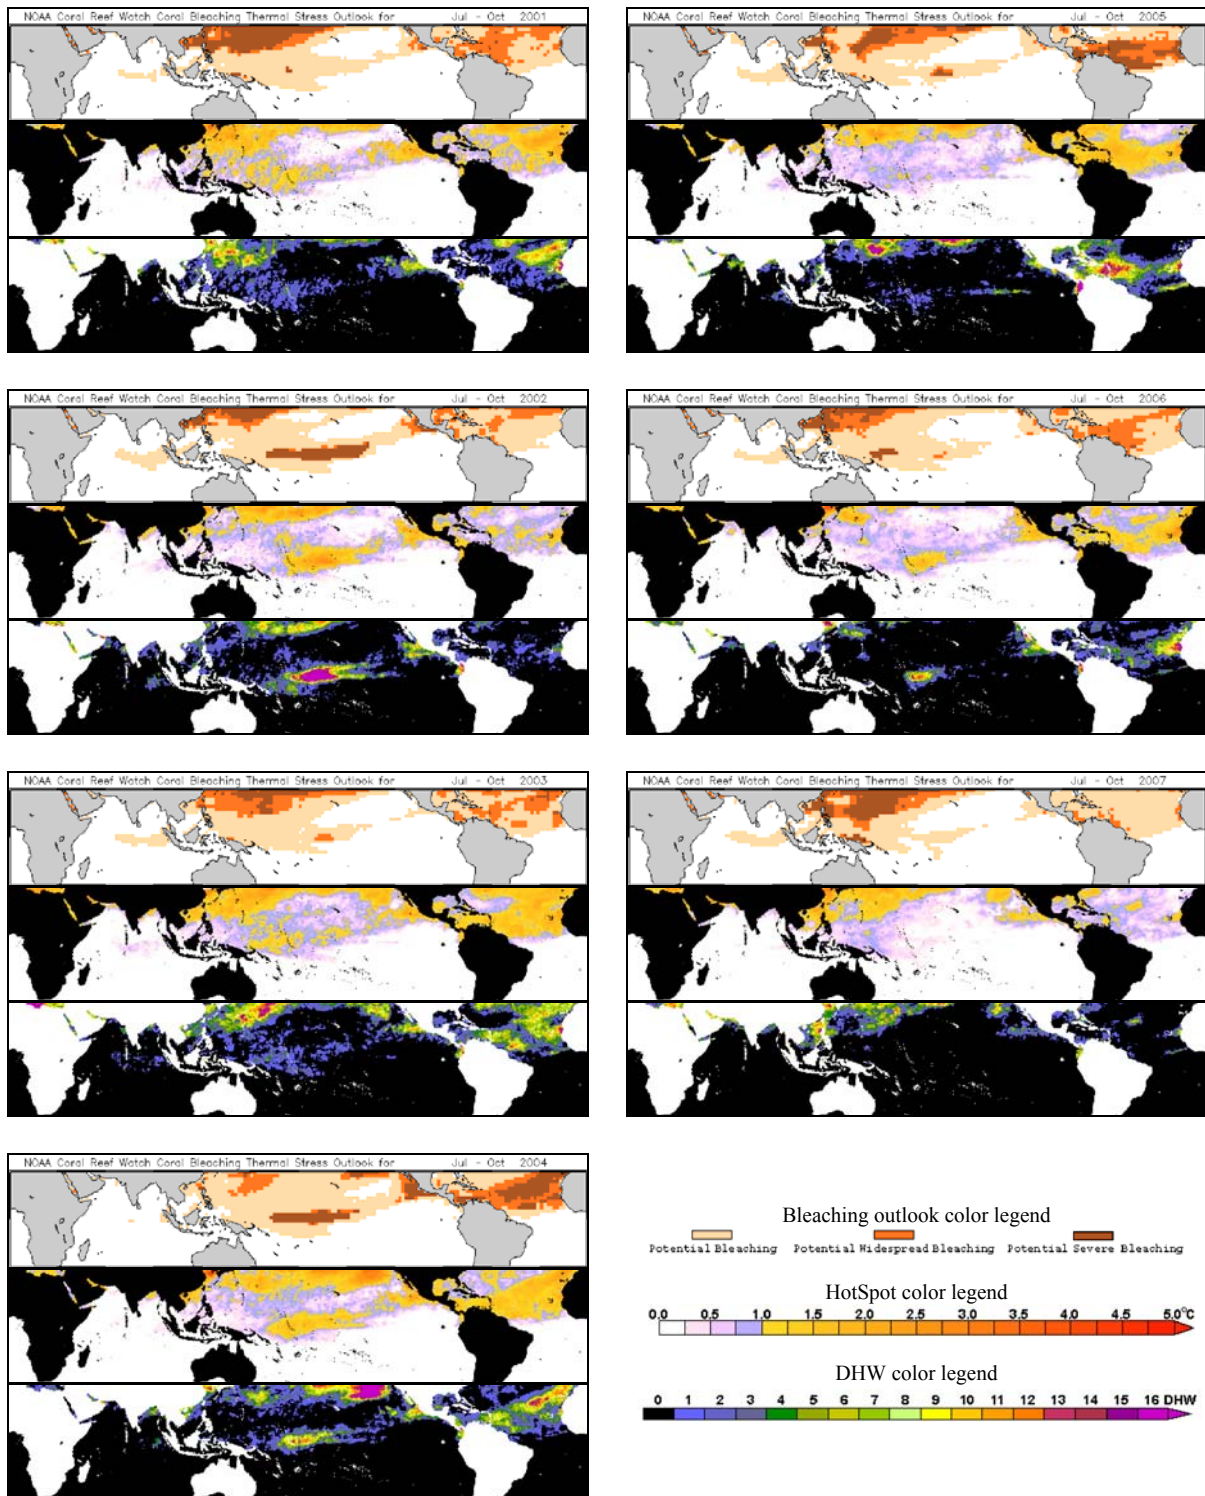 NOAA Coral Reef Watch Coral Bleaching Thermal Stress Outlook for Jul - Oct 2001
NOAA Coral Reef Watch Coral Bleaching Thermal Stress Outlook for Jul - Oct 2005
NOAA Coral Reef Watch Coral Bleaching Thermal Stress Outlook for Jul - Oct 2002
NOAA Coral Reef Watch Coral Bleaching Thermal Stress Outlook for Jul - Oct 2006
NOAA Coral Reef Watch Coral Bleaching Thermal Stress Outlook for Jul - Oct 2003
NOAA Coral Reef Watch Coral Bleaching Thermal Stress Outlook for Jul - Oct 2007
NOAA Coral Reef Watch Coral Bleaching Thermal Stress Outlook for Jul - Oct 2004
Bleaching outlook color legend
Potential Bleaching Potential Widespread Bleaching Potential Severe Bleaching
HotSpot color legend
0.0 0.5 1.0 1.5 2.0 2.5 3.0 3.5 4.0 4.5 5.0°C
DHW color legend
0 1 2 3 4 5 6 7 8 9 10 11 12 13 14 15 16 DHW